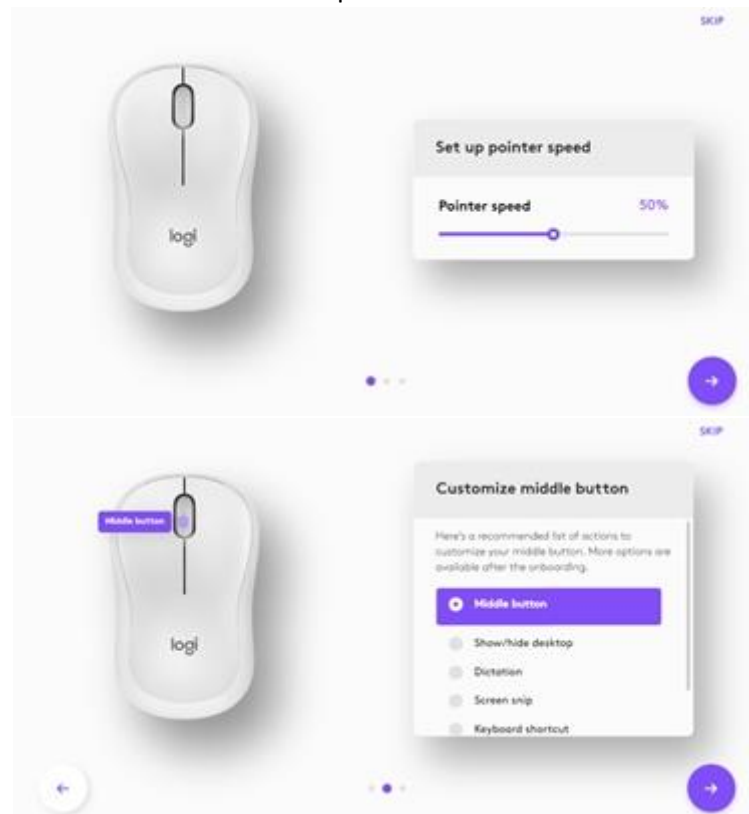 SKIP
Set up pointer speed
Pointer speed 50%
logi
SKIP
Customize middle button
Middle button
Here's a recommended list of actions to
customize your middle button. More options are
available after the onboarding.
Middle button
Show/hide desktop
logi
Dictation
Screen snip
Keyboard shortcut